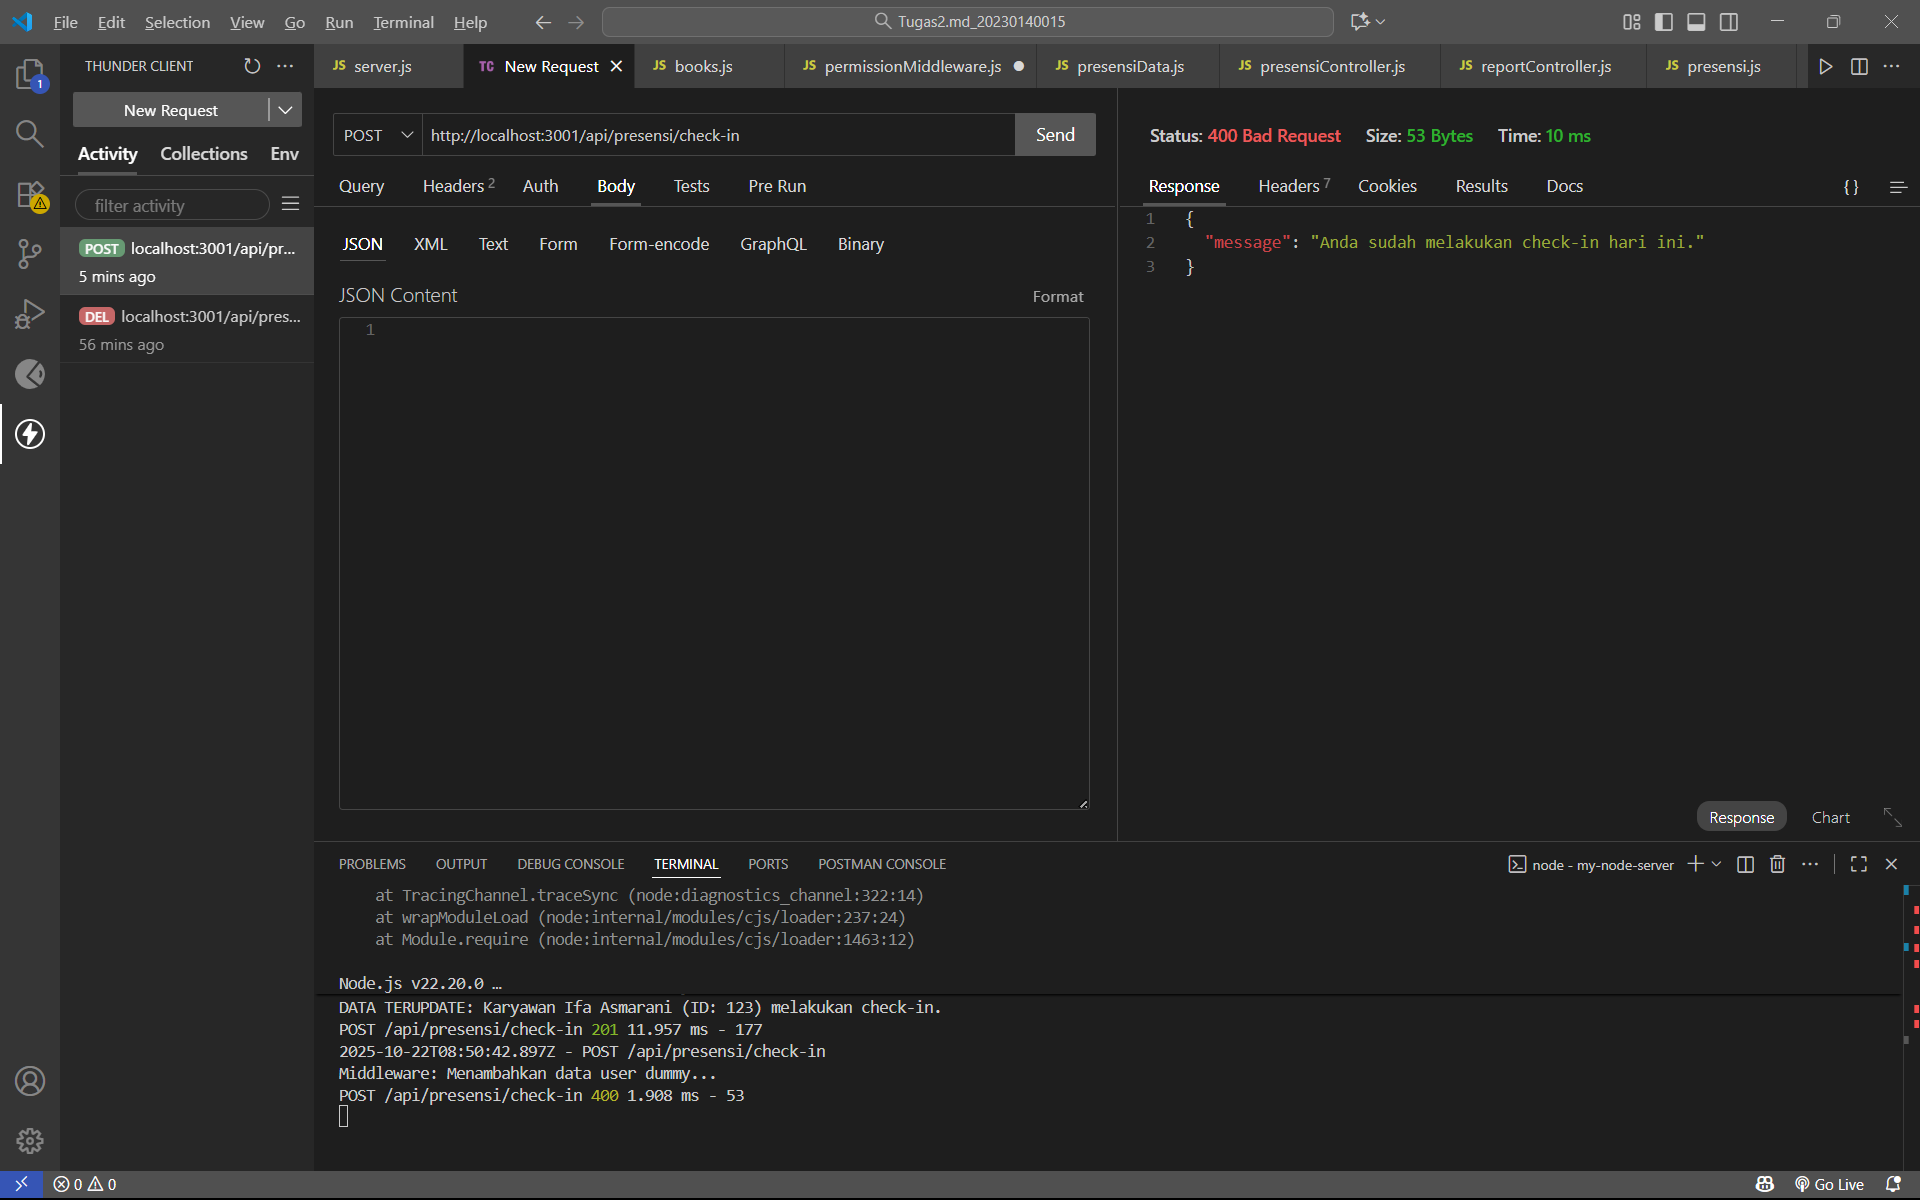 File Edit Selection View Go Run Terminal Help
Tugas2.md_20230140015
1
THUNDER CLIENT
New Request
Activity Collections Env
filter activity
POST localhost:3001/api/pr...
5 mins ago
DEL localhost:3001/api/pres...
56 mins ago
JS server.js TC New Request JS books.js JS permissionMiddleware.js JS presensiData.js JS presensiController.js JS reportController.js JS presensi.js
POST http://localhost:3001/api/presensi/check-in Send
Query Headers 2 Auth Body Tests Pre Run
JSON XML Text Form Form-encode GraphQL Binary
JSON Content Format
1
Status: 400 Bad Request Size: 53 Bytes Time: 10 ms
Response Headers 7 Cookies Results Docs {}
1 {
2 "message": "Anda sudah melakukan check-in hari ini."
3 }
Response Chart
PROBLEMS OUTPUT DEBUG CONSOLE TERMINAL PORTS POSTMAN CONSOLE
node - my-node-server
at TracingChannel.traceSync (node:diagnostics_channel:322:14)
at wrapModuleLoad (node:internal/modules/cjs/loader:237:24)
at Module.require (node:internal/modules/cjs/loader:1463:12)
Node.js v22.20.0 …
DATA TERUPDATE: Karyawan Ifa Asmarani (ID: 123) melakukan check-in.
POST /api/presensi/check-in 201 11.957 ms - 177
2025-10-22T08:50:42.897Z - POST /api/presensi/check-in
Middleware: Menambahkan data user dummy...
POST /api/presensi/check-in 400 1.908 ms - 53
0 0
Go Live